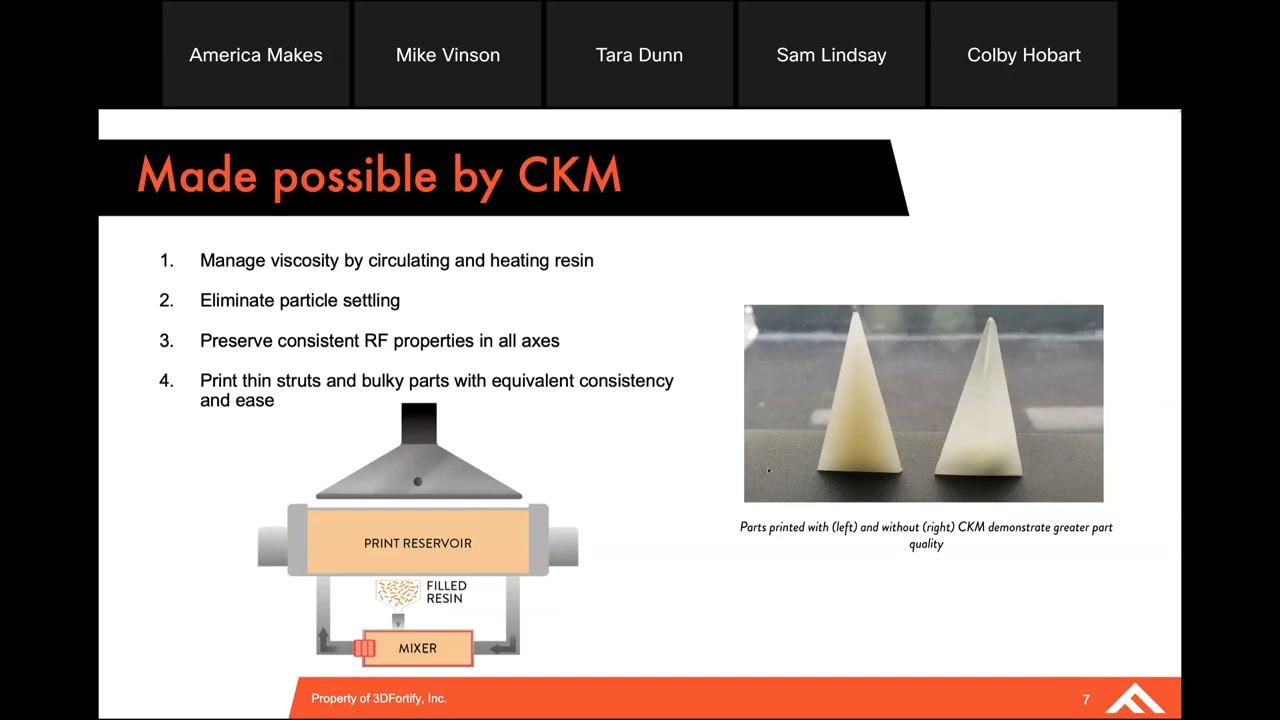 America Makes
Mike Vinson
Tara Dunn
Sam Lindsay
Colby Hobart
Made possible by CKM
1. Manage viscosity by circulating and heating resin
2. Eliminate particle settling
3. Preserve consistent RF properties in all axes
4. Print thin struts and bulky parts with equivalent consistency
and ease
PRINT RESERVOIR
FILLED
RESIN
MIXER
Parts printed with (left) and without (right) CKM demonstrate greater part
quality
Property of 3DFortify, Inc.
7